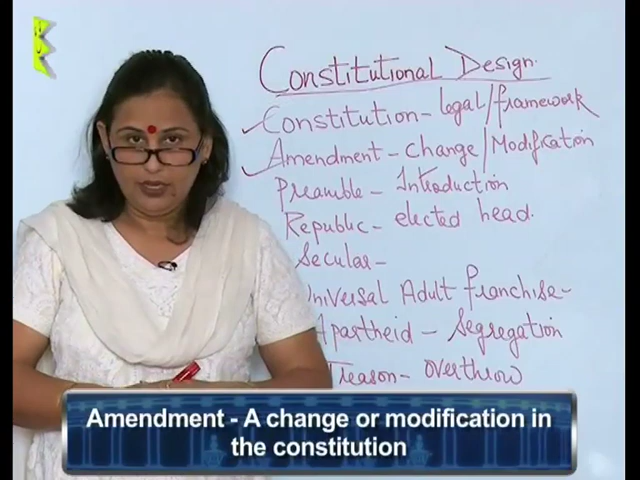 Constitutional Design.
Constitution - legal/framework
Amendment - change/Modification
Preamble - Introduction
Republic - elected head.
Secular -
Universal Adult Franchise -
Apartheid - Segregation
Treason - overthrow
Amendment - A change or modification in
the constitution